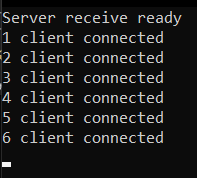 Server receive ready
1 client connected
2 client connected
3 client connected
4 client connected
5 client connected
6 client connected